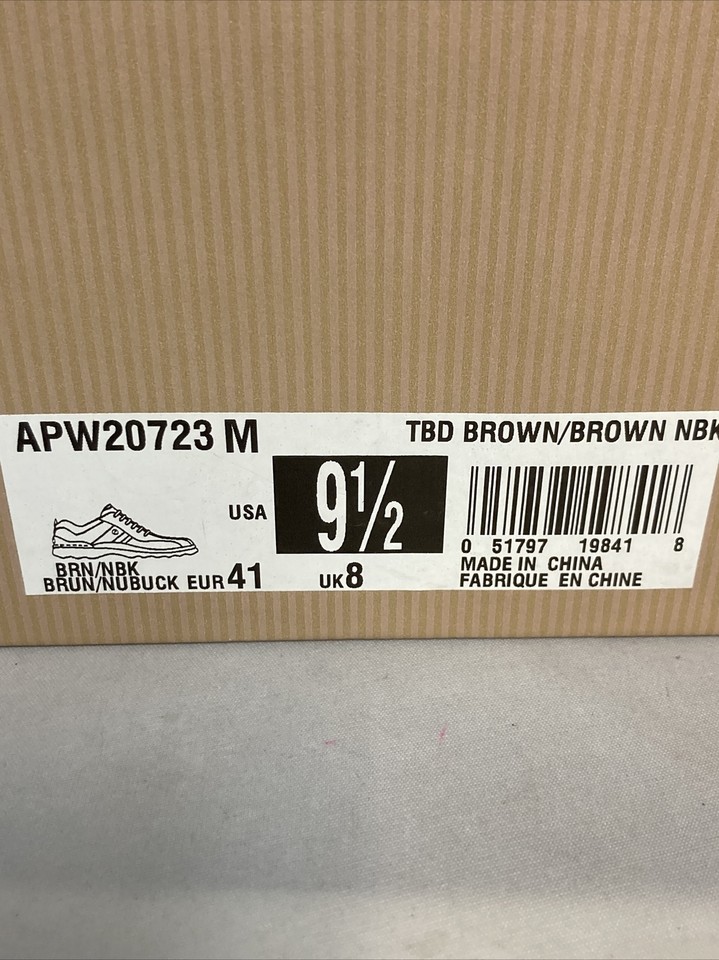 APW20723 M
TBD BROWN/BROWN NBK
USA 9½
BRN/NBK
BRUN/NUBUCK EUR 41 UK 8
0 51797 19841 8
MADE IN CHINA
FABRIQUE EN CHINE